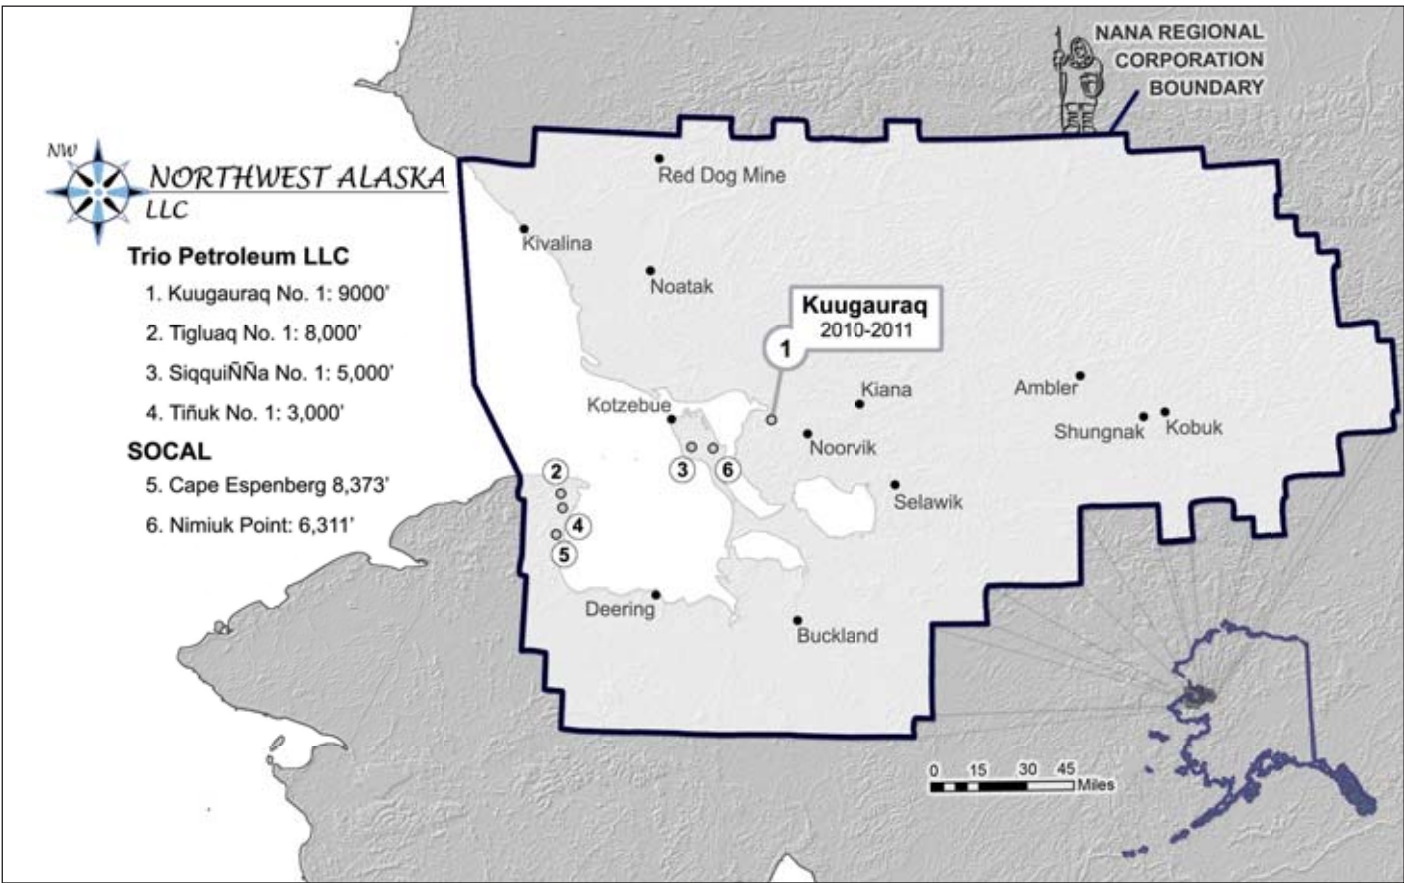 NANA REGIONAL
CORPORATION
BOUNDARY
NW
NORTHWEST ALASKA
LLC
Trio Petroleum LLC
1. Kuugauraq No. 1: 9000'
2. Tigluaq No. 1: 8,000'
3. SiqquiÑÑa No. 1: 5,000'
4. Tiñuk No. 1: 3,000'
SOCAL
5. Cape Espenberg 8,373'
6. Nimiuk Point: 6,311'
Red Dog Mine
Kivalina
Noatak
Kuugauraq
2010-2011
1
Kiana
Ambler
Kotzebue
Shungnak
Kobuk
Noorvik
3
6
2
Selawik
4
5
Deering
Buckland
0 15 30 45
Miles